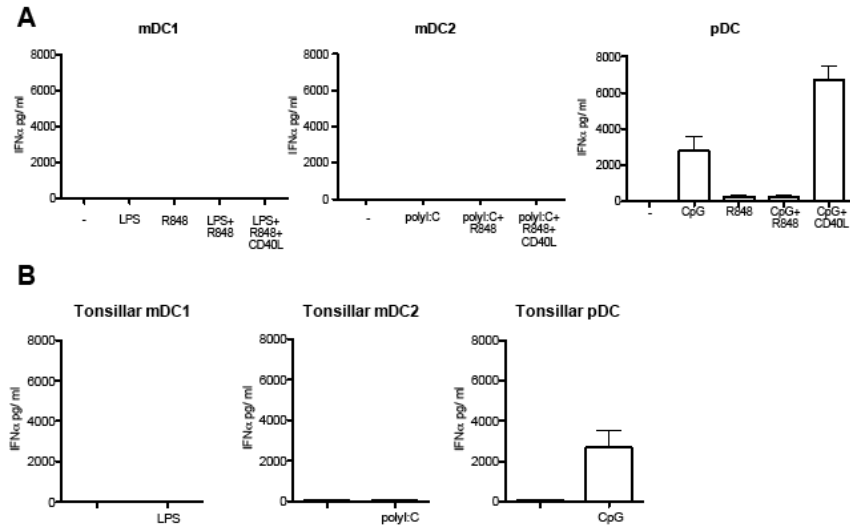 A
mDC1
mDC2
pDC
IFNα pg/ ml
8000
6000
4000
2000
0
-
LPS
R848
LPS+
R848
LPS+
R848+
CD40L
IFNα pg/ ml
8000
6000
4000
2000
0
-
polyI:C
polyI:C+
R848
polyI:C+
R848+
CD40L
IFNα pg/ ml
8000
6000
4000
2000
0
-
CpG
R848
CpG+
R848
CpG+
CD40L
B
Tonsillar mDC1
Tonsillar mDC2
Tonsillar pDC
IFNα pg/ ml
8000
6000
4000
2000
0
LPS
IFNα pg/ ml
8000
6000
4000
2000
0
polyI:C
IFNα pg/ ml
8000
6000
4000
2000
0
CpG